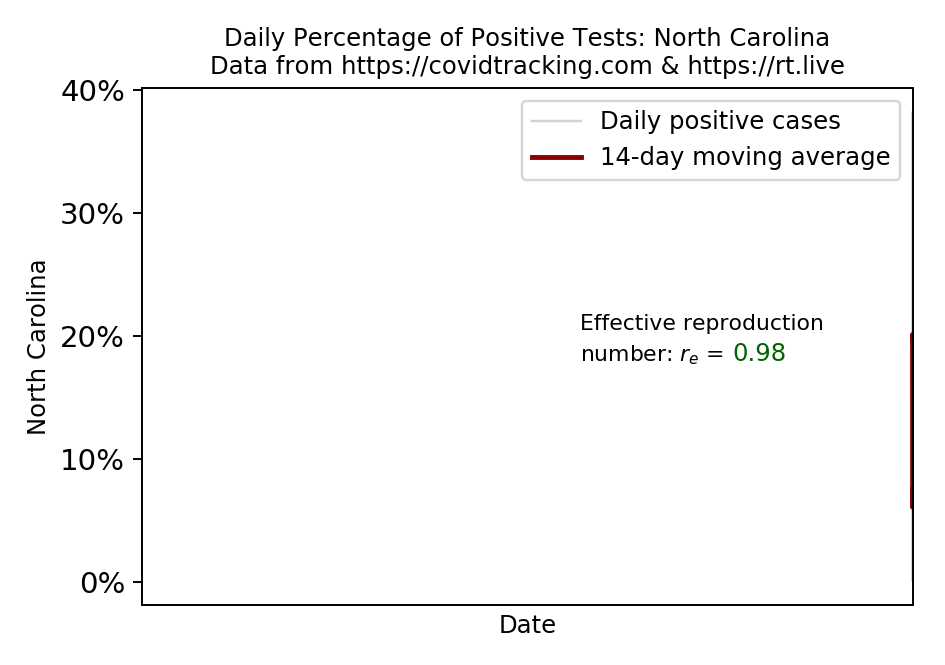 Daily Percentage of Positive Tests: North Carolina
Data from https://covidtracking.com & https://rt.live
40%
30%
20%
10%
0%
North Carolina
Daily positive cases
14-day moving average
Effective reproduction
number: rₑ = 0.98
Date